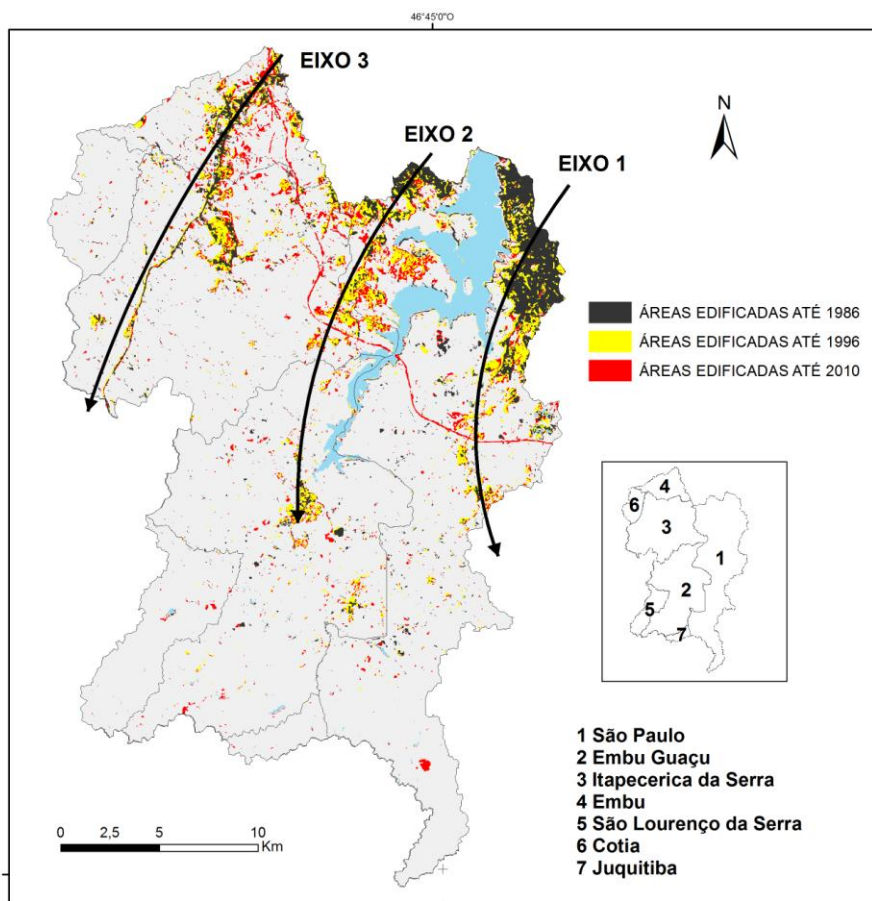 46°45'0"O
EIXO 3
EIXO 2
EIXO 1
N
ÁREAS EDIFICADAS ATÉ 1986
ÁREAS EDIFICADAS ATÉ 1996
ÁREAS EDIFICADAS ATÉ 2010
4
6
3
1
2
5
7
1 São Paulo
2 Embu Guaçu
3 Itapecerica da Serra
4 Embu
5 São Lourenço da Serra
6 Cotia
7 Juquitiba
0 2,5 5 10
Km